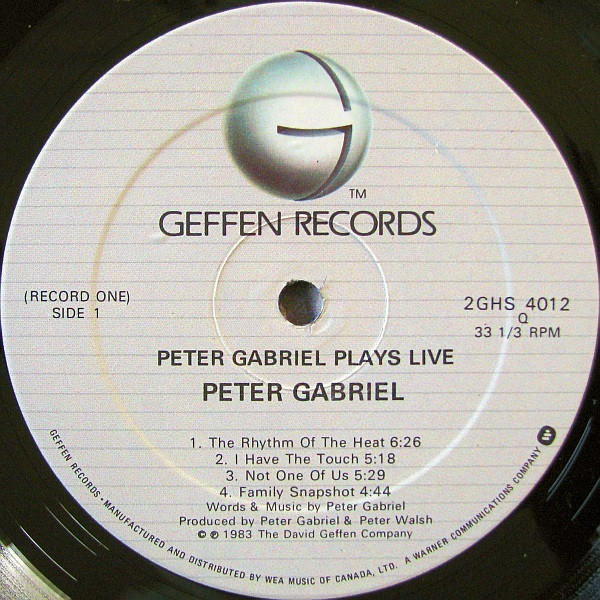 TM
GEFFEN RECORDS
(RECORD ONE)
SIDE 1
2GHS 4012
Q
33 1/3 RPM
PETER GABRIEL PLAYS LIVE
PETER GABRIEL
1. The Rhythm Of The Heat 6:26
2. I Have The Touch 5:18
3. Not One Of Us 5:29
4. Family Snapshot 4:44
Words & Music by Peter Gabriel
Produced by Peter Gabriel & Peter Walsh
© ℗ 1983 The David Geffen Company
GEFFEN RECORDS • MANUFACTURED AND DISTRIBUTED BY WEA MUSIC OF CANADA, LTD. A WARNER COMMUNICATIONS COMPANY